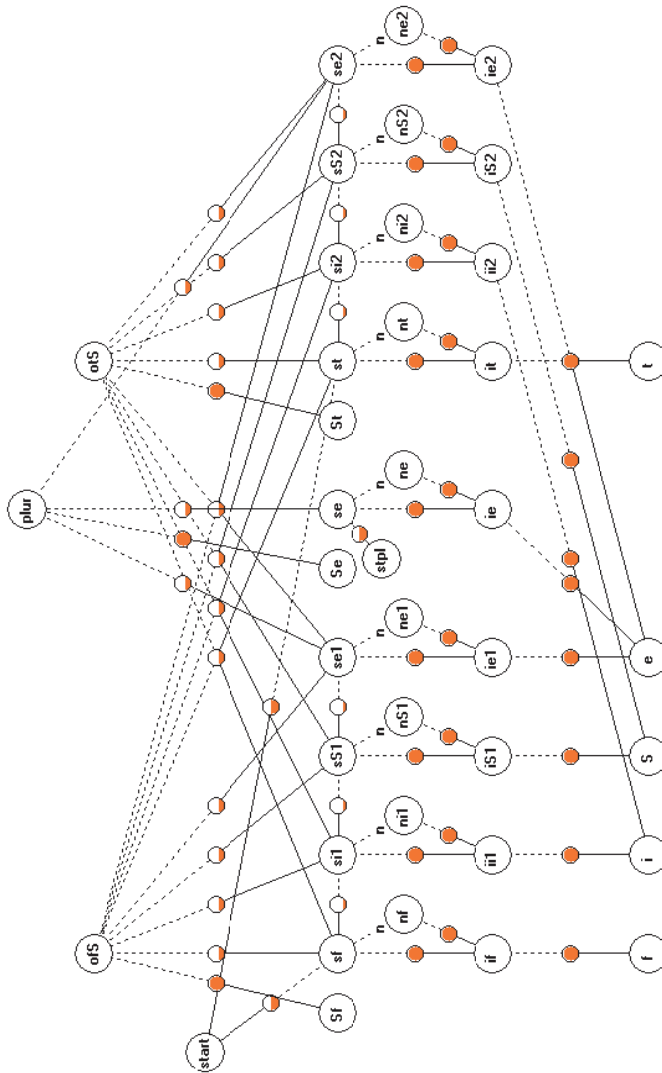 plur
ofS otS
start
Sf sf si1 sS1 se1 Se se St st si2 sS2 se2
n n n n stpl n n n n n
nf ni1 nS1 ne1 ne nt ni2 nS2 ne2
if ii1 iS1 ie1 ie it ii2 iS2 ie2
f i S e t